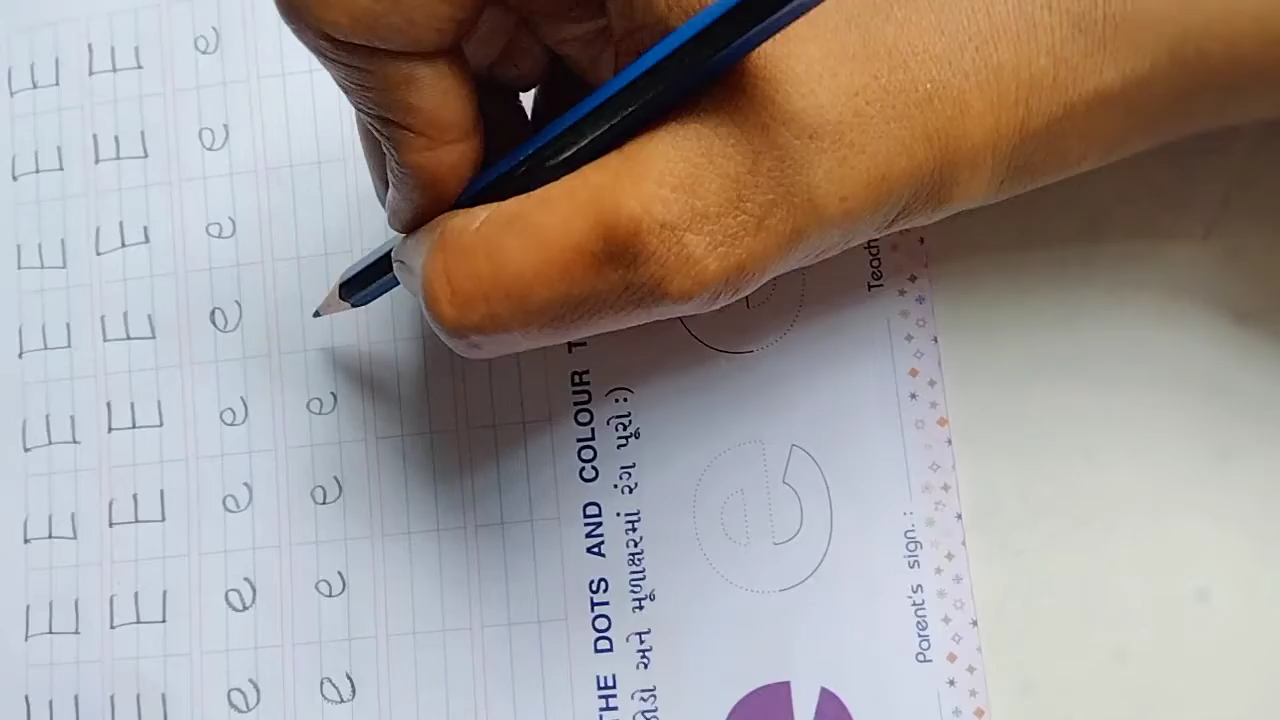 E E E E E E E E
E E E E E E E E
e e e e e e e e
e e e e
THE DOTS AND COLOUR
અને મૂળાક્ષરમાં રંગ પૂરો :)
e
Parent's sign. : Teach